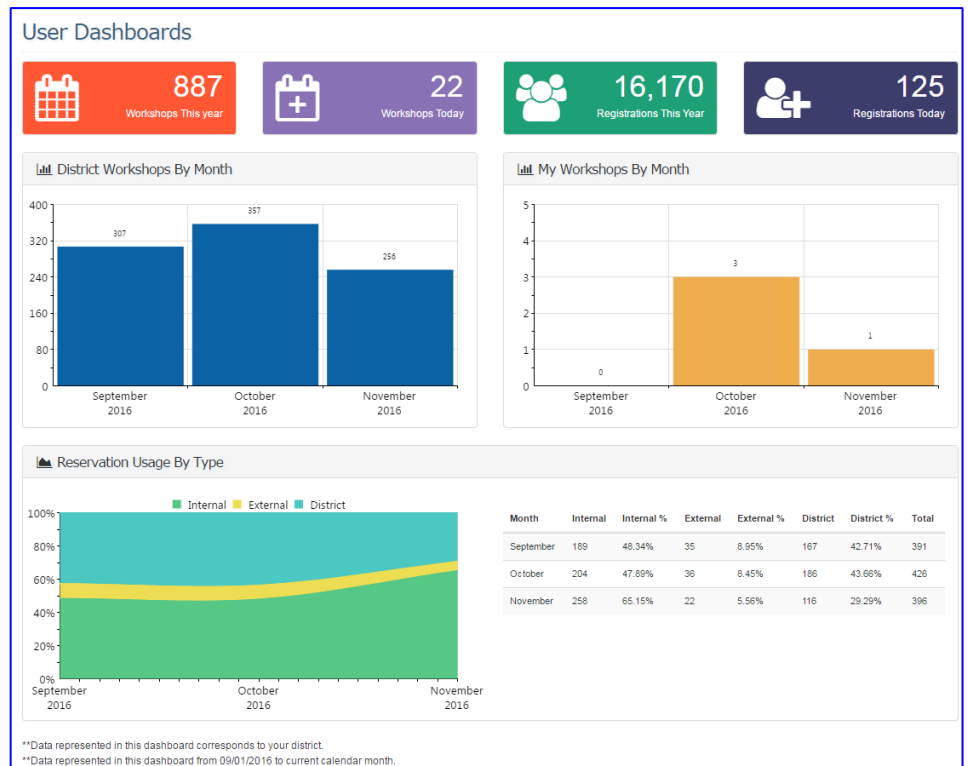 User Dashboards
887
Workshops This year
22
Workshops Today
16,170
Registrations This Year
125
Registrations Today
District Workshops By Month
400
320
240
160
80
0
307
357
256
September
2016
October
2016
November
2016
My Workshops By Month
5
4
3
2
1
0
0
3
1
September
2016
October
2016
November
2016
Reservation Usage By Type
Internal External District
100%
80%
60%
40%
20%
0%
September
2016
October
2016
November
2016
Month Internal Internal % External External % District District % Total
September 189 48.34% 35 8.95% 167 42.71% 391
October 204 47.89% 36 8.45% 186 43.66% 426
November 258 65.15% 22 5.56% 116 29.29% 396
**Data represented in this dashboard corresponds to your district.
**Data represented in this dashboard from 09/01/2016 to current calendar month.